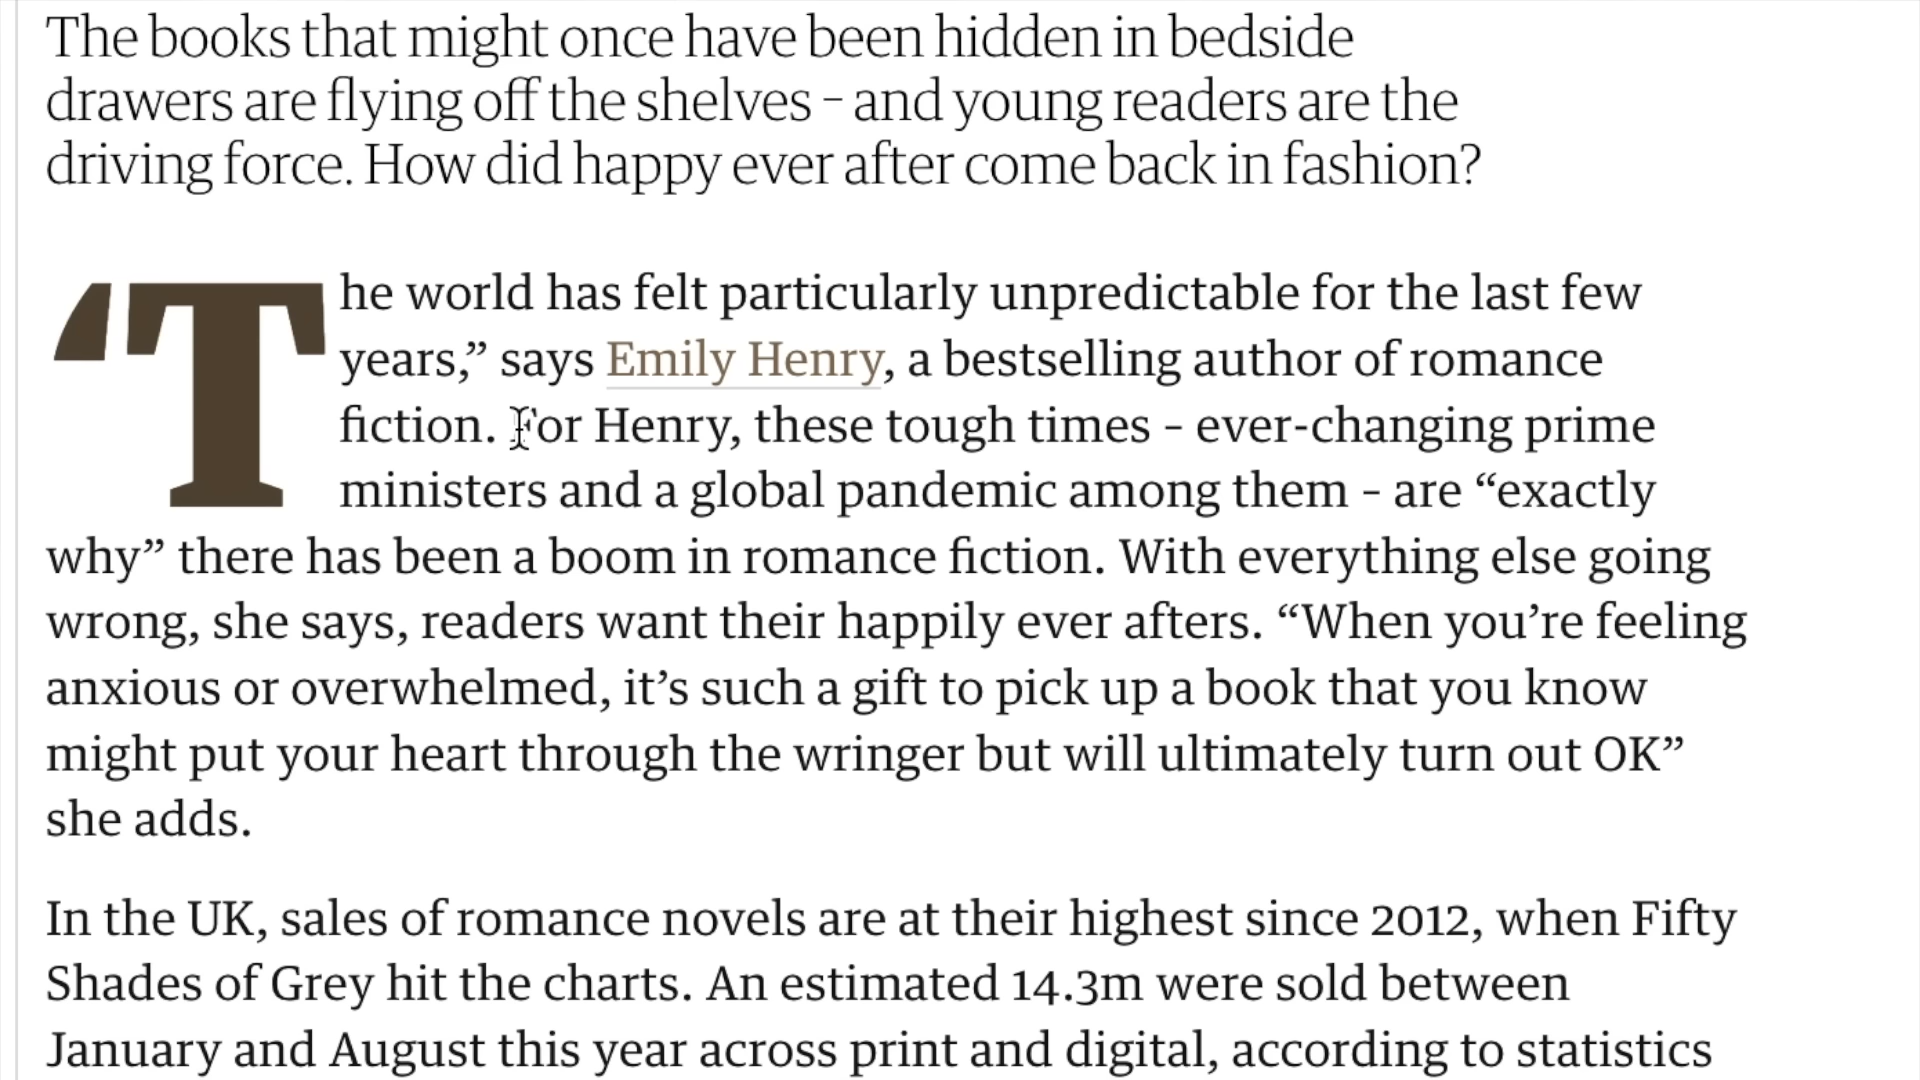 The books that might once have been hidden in bedside
drawers are flying off the shelves – and young readers are the
driving force. How did happy ever after come back in fashion?
‘The world has felt particularly unpredictable for the last few
years,” says Emily Henry, a bestselling author of romance
fiction. For Henry, these tough times – ever-changing prime
ministers and a global pandemic among them – are “exactly
why” there has been a boom in romance fiction. With everything else going
wrong, she says, readers want their happily ever afters. “When you’re feeling
anxious or overwhelmed, it’s such a gift to pick up a book that you know
might put your heart through the wringer but will ultimately turn out OK”
she adds.
In the UK, sales of romance novels are at their highest since 2012, when Fifty
Shades of Grey hit the charts. An estimated 14.3m were sold between
January and August this year across print and digital, according to statistics